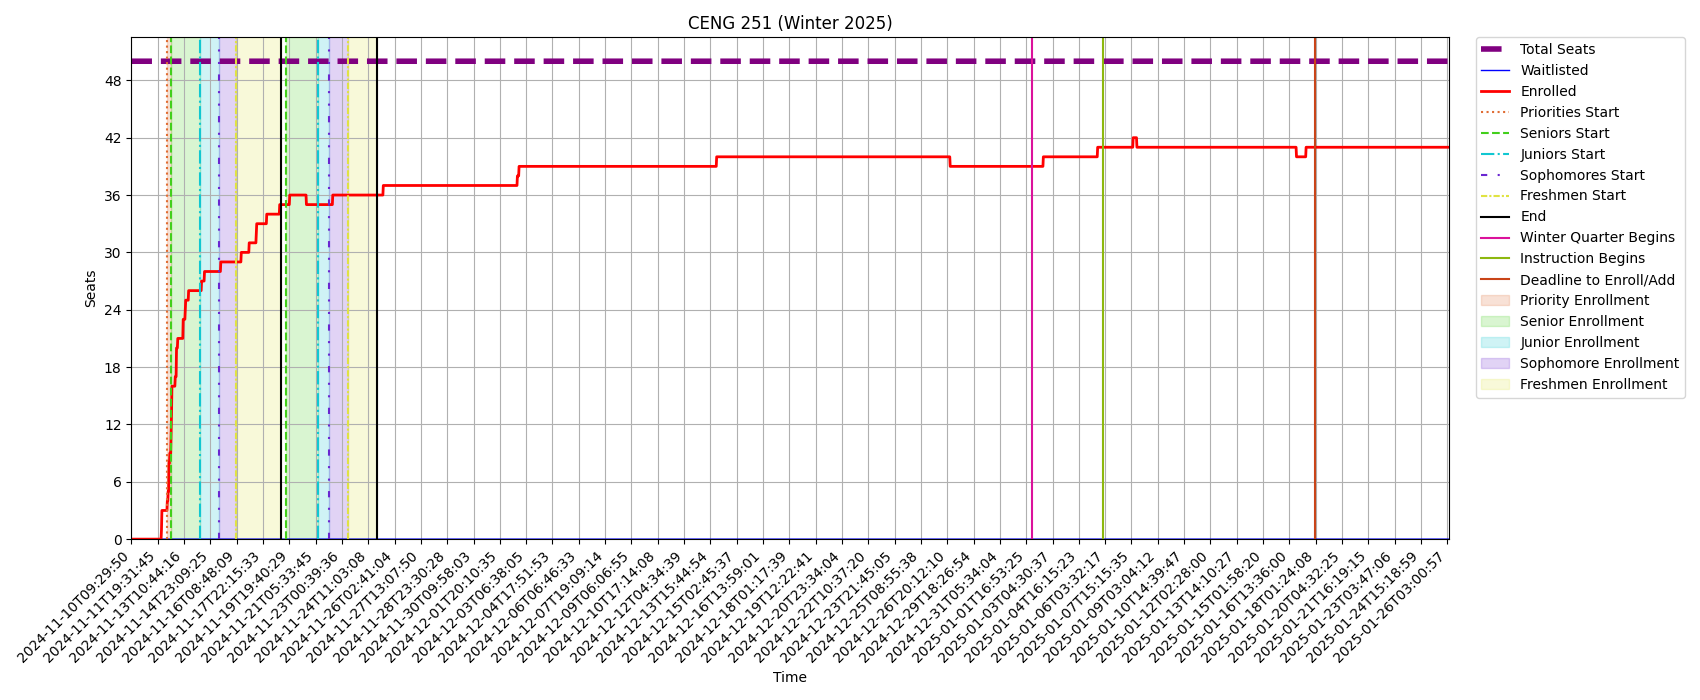 CENG 251 (Winter 2025)
Seats
48
42
36
30
24
18
12
6
0
2024-11-10T09:29:50
2024-11-11T19:31:45
2024-11-13T10:44:16
2024-11-14T23:09:25
2024-11-16T08:48:09
2024-11-17T22:15:33
2024-11-19T19:40:29
2024-11-21T05:33:45
2024-11-23T00:39:36
2024-11-24T11:03:08
2024-11-26T02:41:04
2024-11-27T13:07:50
2024-11-28T23:30:28
2024-11-30T09:58:03
2024-12-01T20:10:35
2024-12-03T06:38:05
2024-12-04T17:51:53
2024-12-06T06:46:33
2024-12-07T19:09:14
2024-12-09T06:06:55
2024-12-10T17:14:08
2024-12-12T04:34:39
2024-12-13T15:44:54
2024-12-15T02:45:37
2024-12-16T13:59:01
2024-12-18T01:17:39
2024-12-19T12:22:41
2024-12-20T23:34:04
2024-12-22T10:37:20
2024-12-23T21:45:05
2024-12-25T08:55:38
2024-12-26T20:12:10
2024-12-29T18:26:54
2024-12-31T05:34:04
2025-01-01T16:53:25
2025-01-03T04:30:37
2025-01-04T16:15:23
2025-01-06T03:32:17
2025-01-07T15:15:35
2025-01-09T03:04:12
2025-01-10T14:39:47
2025-01-12T02:28:00
2025-01-13T14:10:27
2025-01-15T01:58:20
2025-01-16T13:36:00
2025-01-18T01:24:08
2025-01-20T04:32:25
2025-01-21T16:19:15
2025-01-23T03:47:06
2025-01-24T15:18:59
2025-01-26T03:00:57
Time
Total Seats
Waitlisted
Enrolled
Priorities Start
Seniors Start
Juniors Start
Sophomores Start
Freshmen Start
End
Winter Quarter Begins
Instruction Begins
Deadline to Enroll/Add
Priority Enrollment
Senior Enrollment
Junior Enrollment
Sophomore Enrollment
Freshmen Enrollment